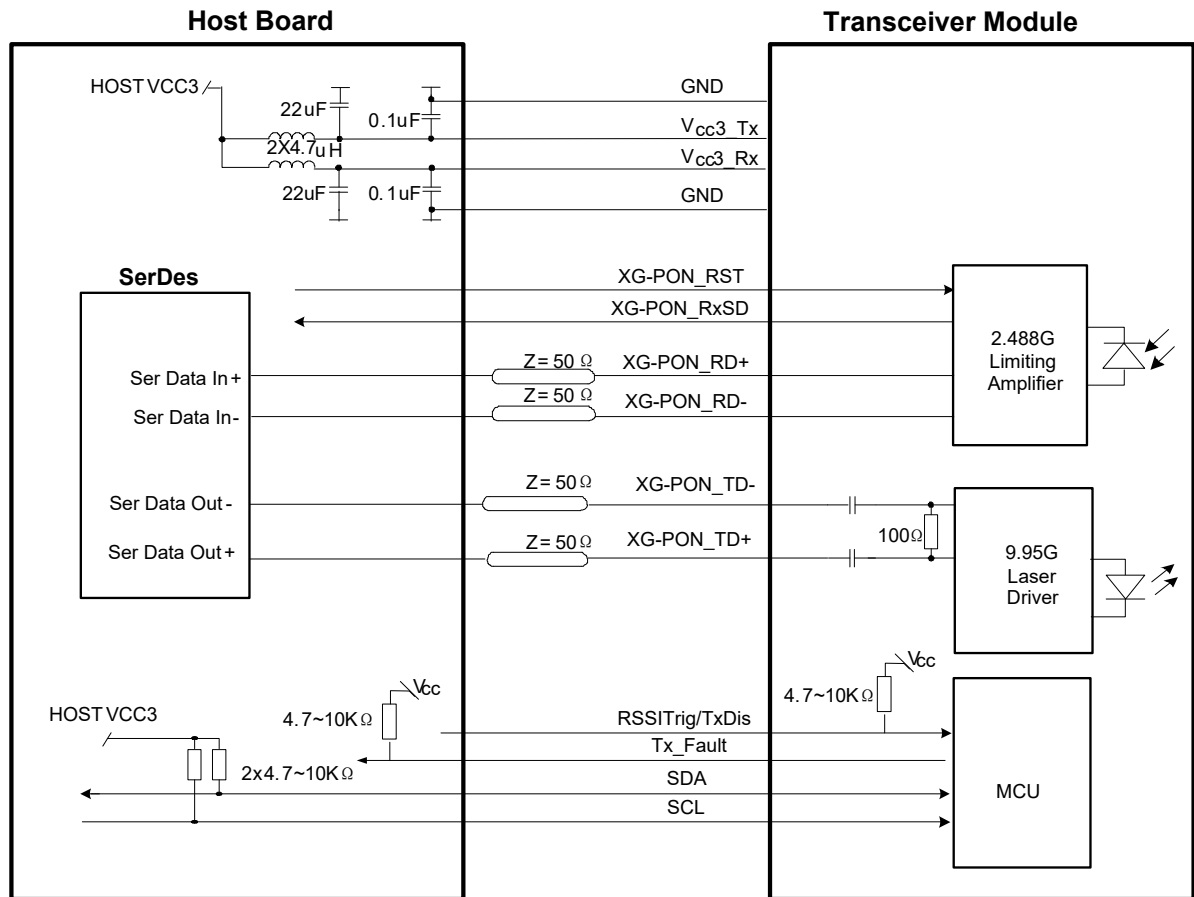 Host Board
Transceiver Module
HOST VCC3
22uF
0.1uF
GND
Vcc3_Tx
2X4.7uH
Vcc3_Rx
22uF
0.1uF
GND
SerDes
XG-PON_RST
XG-PON_RxSD
2.488G
Limiting
Amplifier
Ser Data In+
Z= 50 Ω
XG-PON_RD+
Ser Data In-
Z= 50 Ω
XG-PON_RD-
Ser Data Out-
Z= 50 Ω
XG-PON_TD-
100Ω
Ser Data Out+
Z= 50 Ω
XG-PON_TD+
9.95G
Laser
Driver
Vcc
Vcc
HOST VCC3
4.7~10KΩ
4.7~10KΩ
RSSITrig/TxDis
Tx_Fault
2x4.7~10KΩ
SDA
SCL
MCU